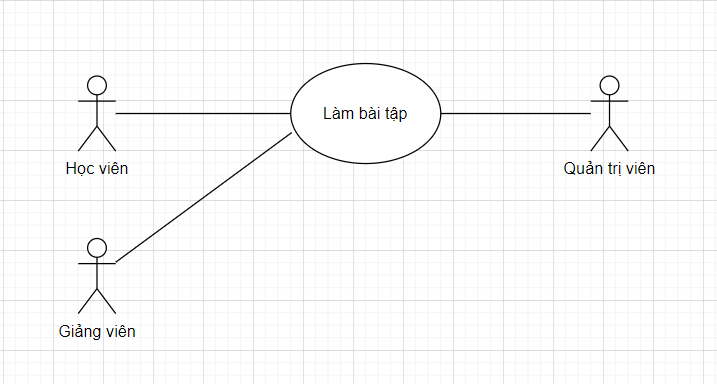 Làm bài tập
Học viên
Quản trị viên
Giảng viên